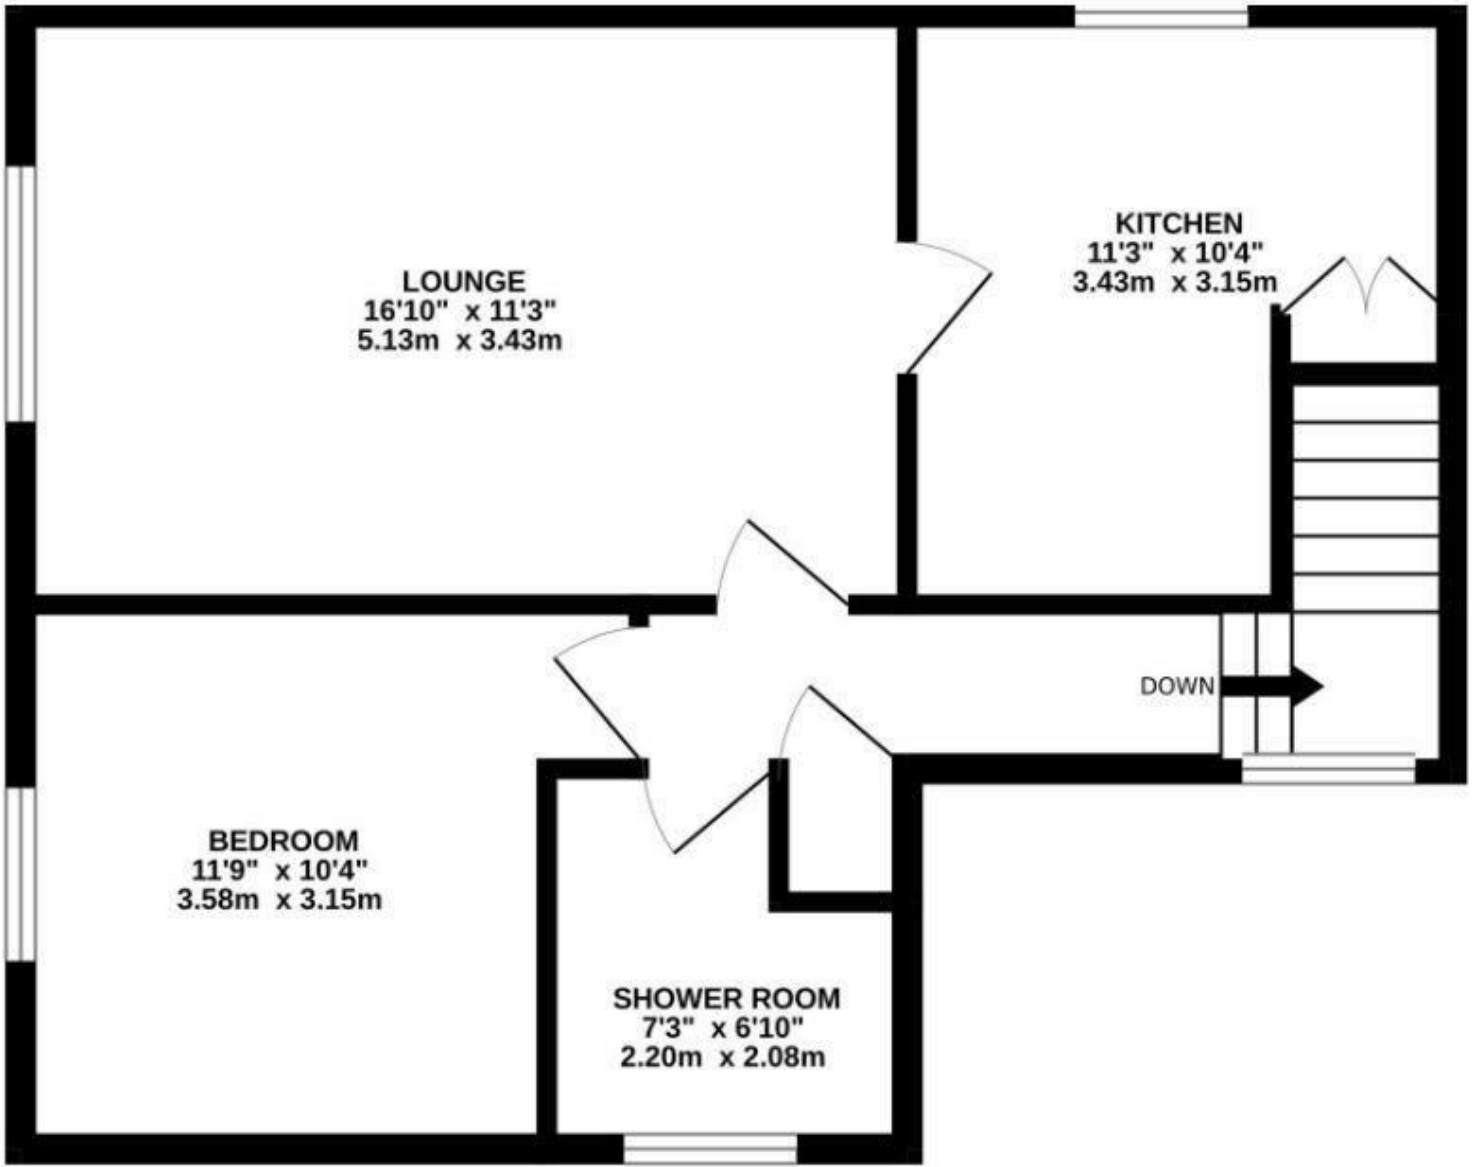 KITCHEN
11'3" x 10'4"
3.43m x 3.15m
LOUNGE
16'10" x 11'3"
5.13m x 3.43m
DOWN
BEDROOM
11'9" x 10'4"
3.58m x 3.15m
SHOWER ROOM
7'3" x 6'10"
2.20m x 2.08m